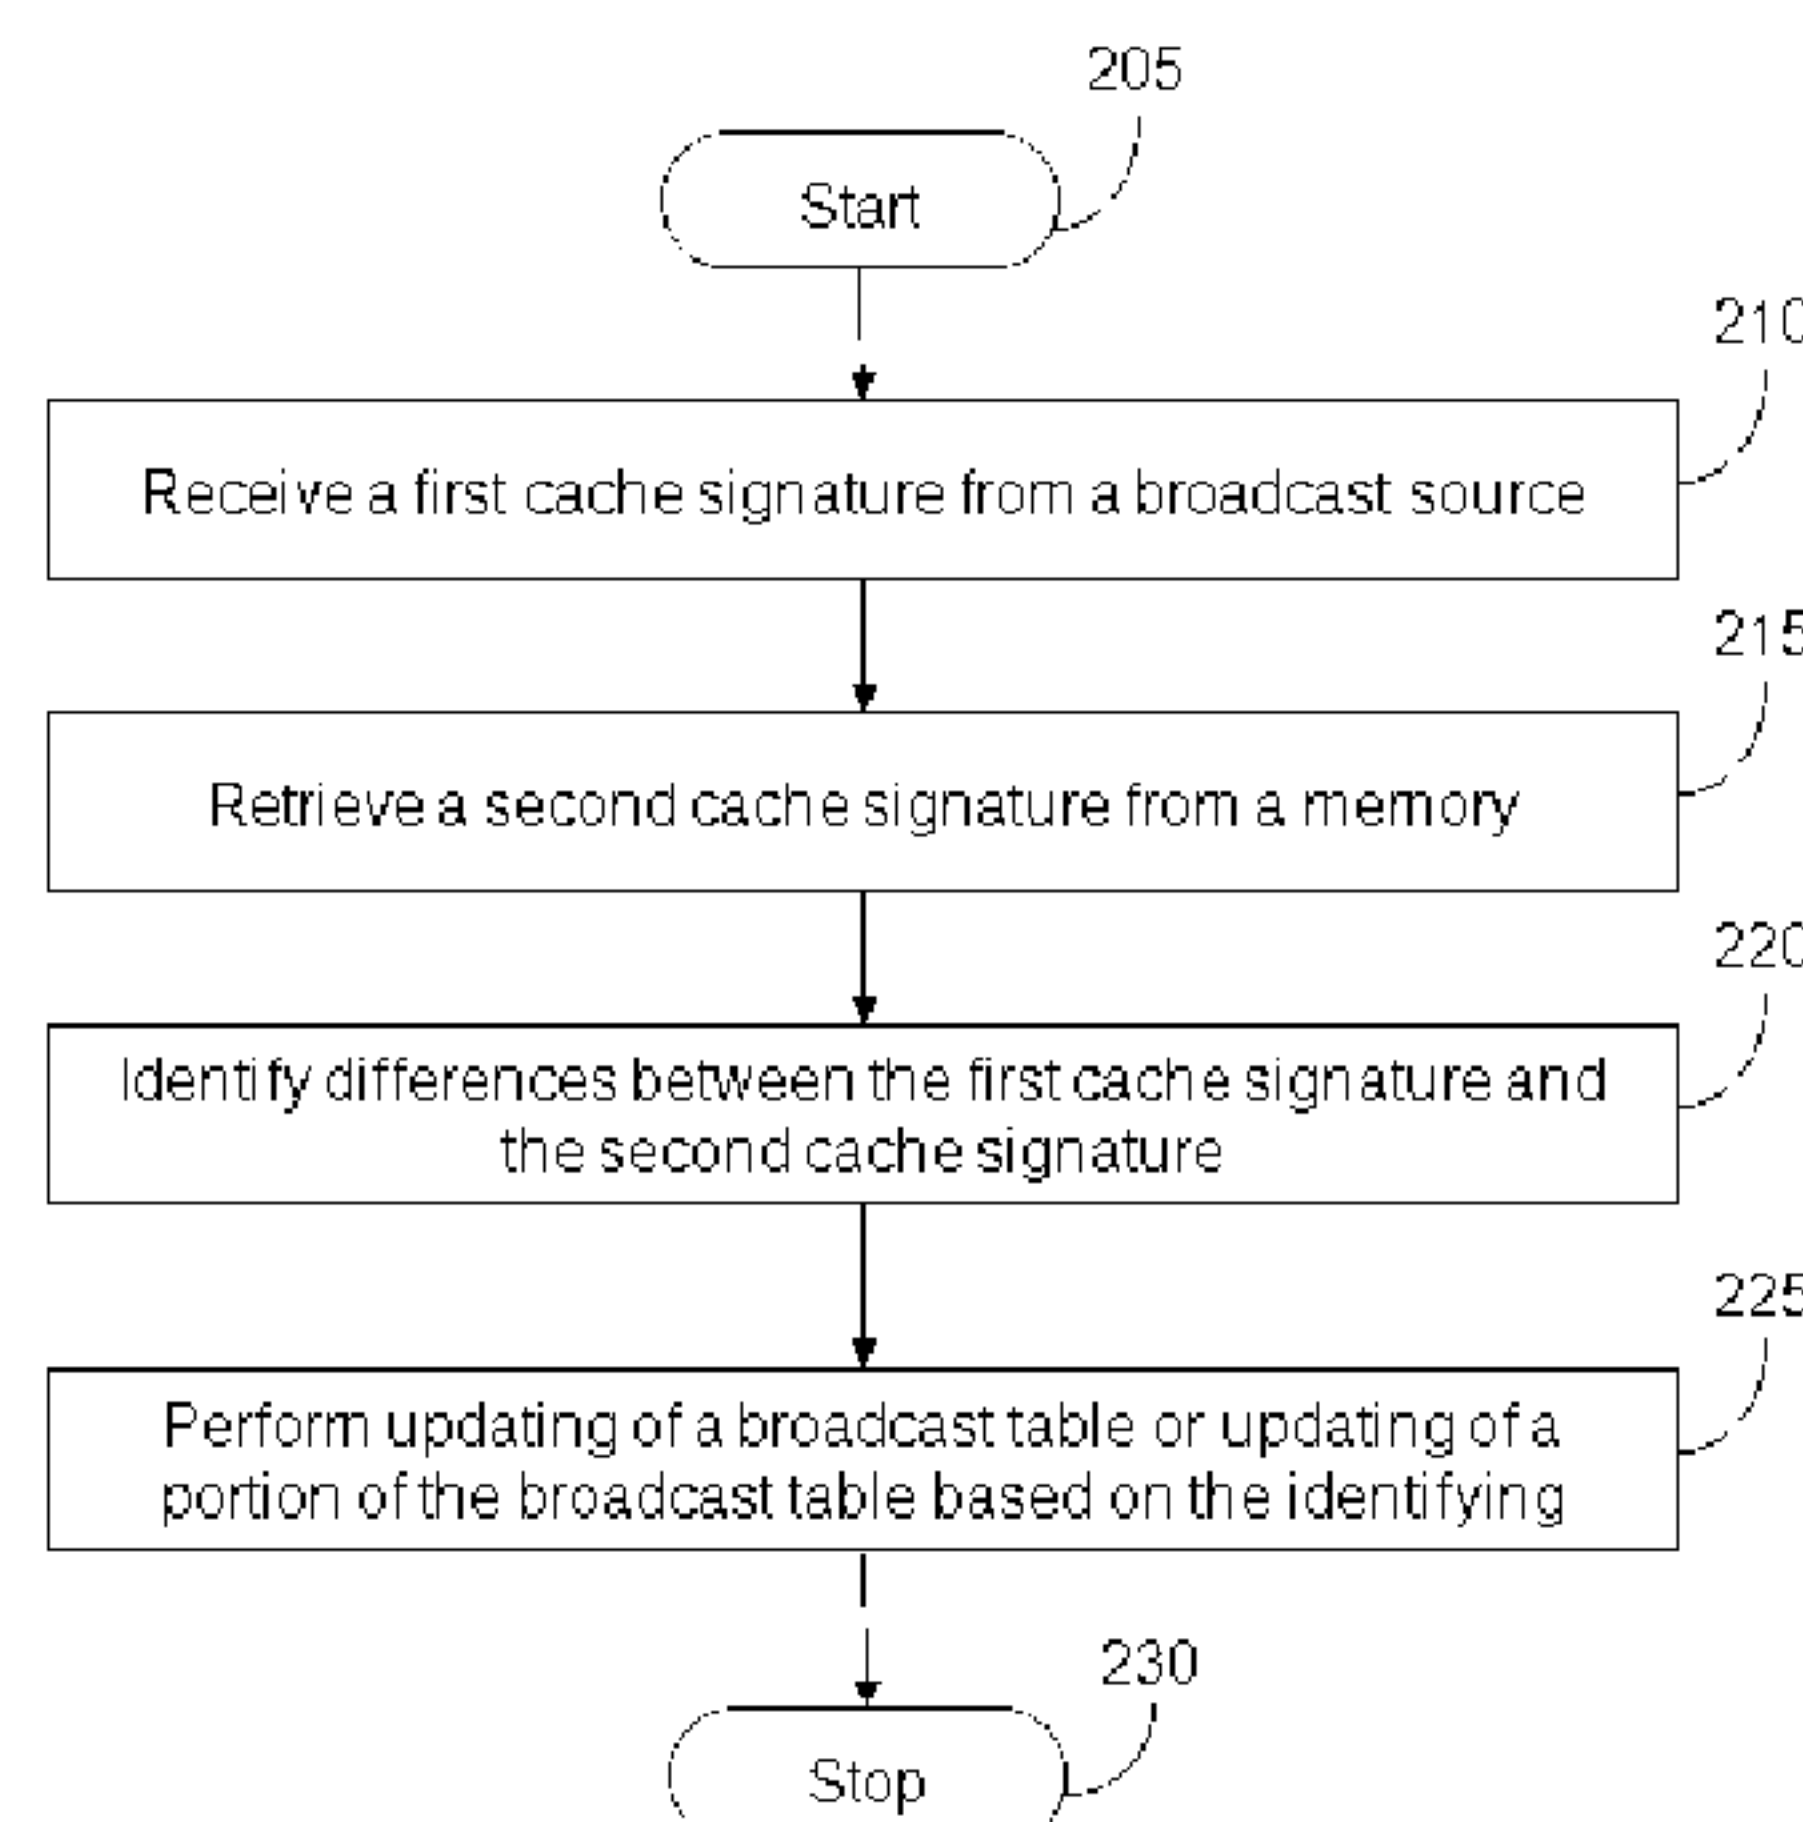 205
Start
210
Receive a first cache signature from a broadcast source
215
Retrieve a second cache signature from a memory
220
Identify differences between the first cache signature and
the second cache signature
225
Perform updating of a broadcast table or updating of a
portion of the broadcast table based on the identifying
230
Stop